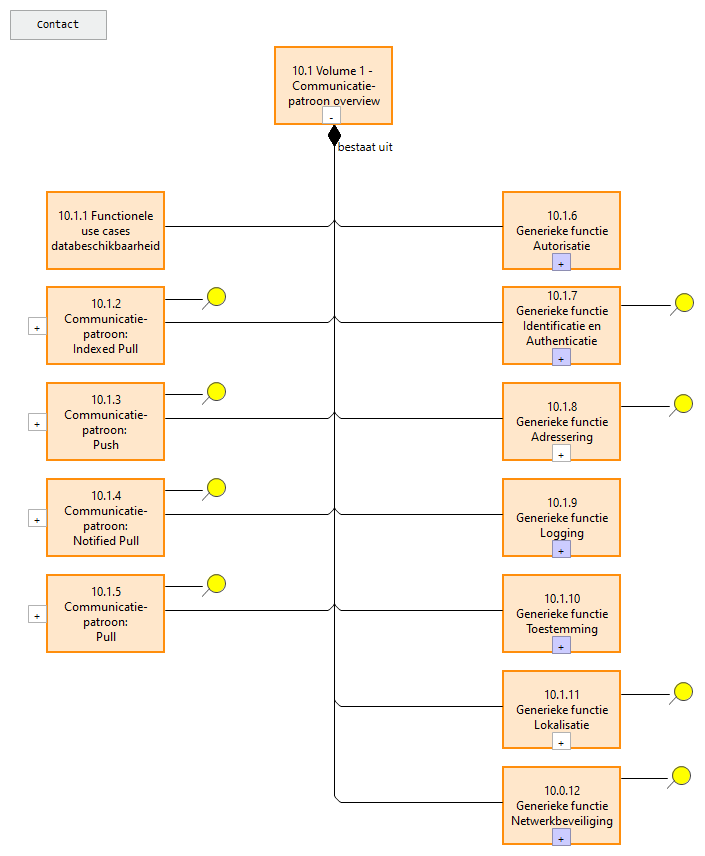 Contact
10.1 Volume 1 -
Communicatie-
patroon overview
-
bestaat uit
10.1.1 Functionele
use cases
databeschikbaarheid
10.1.2
Communicatie-
patroon:
Indexed Pull
+
10.1.3
Communicatie-
patroon:
Push
+
10.1.4
Communicatie-
patroon:
Notified Pull
+
10.1.5
Communicatie-
patroon:
Pull
+
10.1.6
Generieke functie
Autorisatie
+
10.1.7
Generieke functie
Identificatie en
Authenticatie
+
10.1.8
Generieke functie
Adressering
+
10.1.9
Generieke functie
Logging
+
10.1.10
Generieke functie
Toestemming
+
10.1.11
Generieke functie
Lokalisatie
+
10.0.12
Generieke functie
Netwerkbeveiliging
+